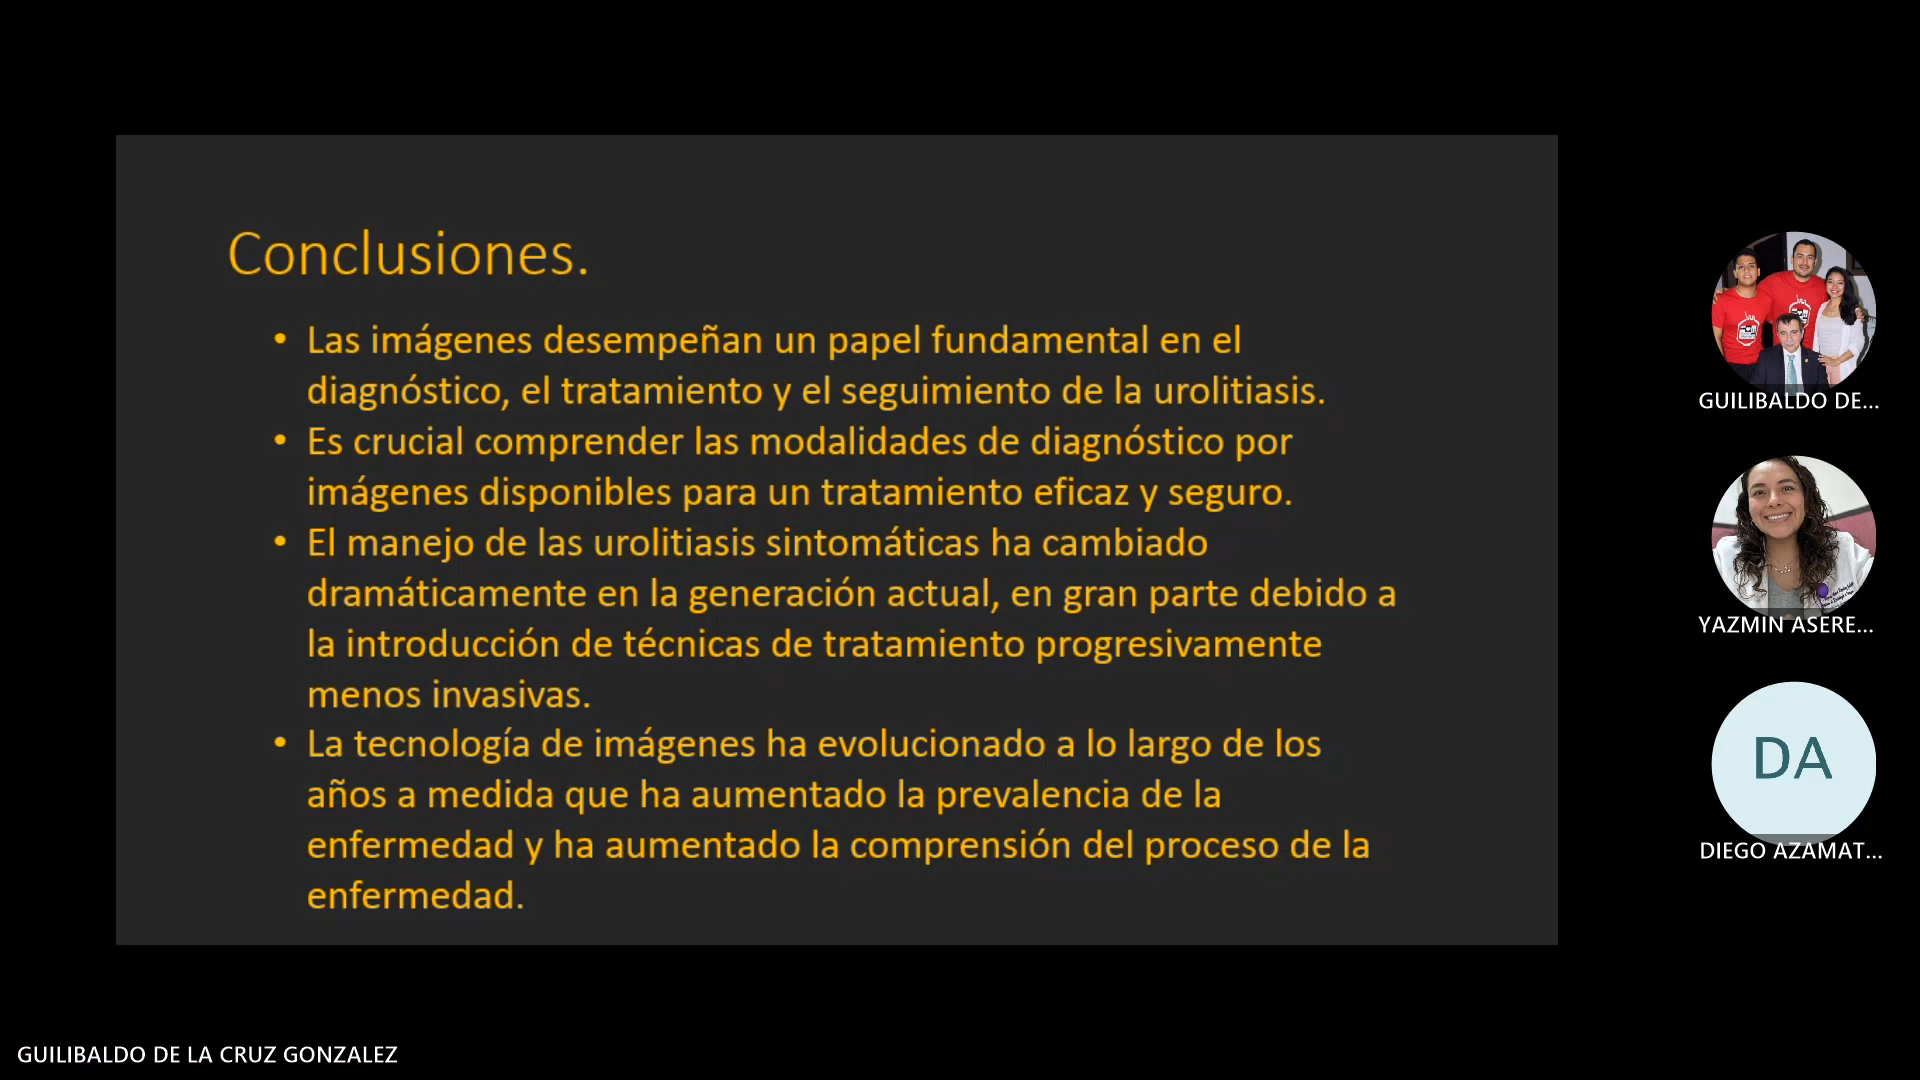 Conclusiones.
• Las imágenes desempeñan un papel fundamental en el
diagnóstico, el tratamiento y el seguimiento de la urolitiasis.
• Es crucial comprender las modalidades de diagnóstico por
imágenes disponibles para un tratamiento eficaz y seguro.
• El manejo de las urolitiasis sintomáticas ha cambiado
dramáticamente en la generación actual, en gran parte debido a
la introducción de técnicas de tratamiento progresivamente
menos invasivas.
• La tecnología de imágenes ha evolucionado a lo largo de los
años a medida que ha aumentado la prevalencia de la
enfermedad y ha aumentado la comprensión del proceso de la
enfermedad.
GUILIBALDO DE...
YAZMIN ASERE...
DA
DIEGO AZAMAT...
GUILIBALDO DE LA CRUZ GONZALEZ